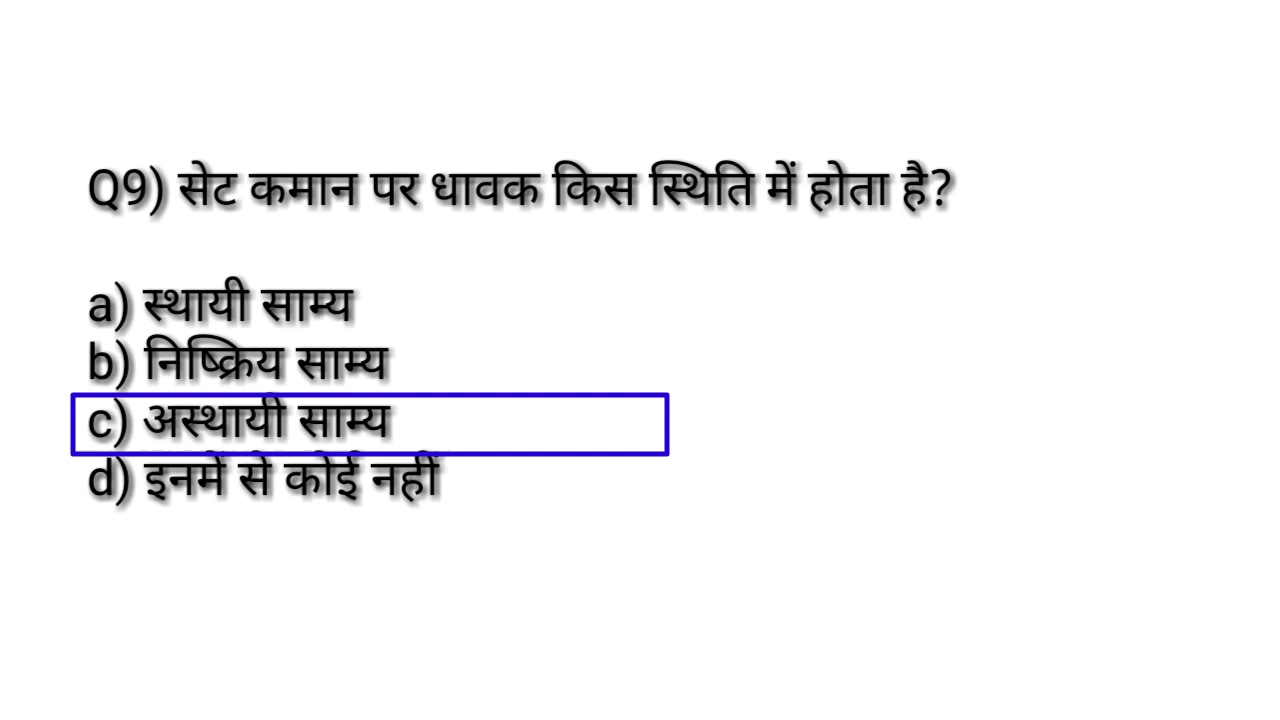 Q9) सेट कमान पर धावक किस स्थिति में होता है?
a) स्थायी साम्य
b) निष्क्रिय साम्य
c) अस्थायी साम्य
d) इनमें से कोई नहीं